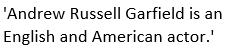 'Andrew Russell Garfield is an
English and American actor.'